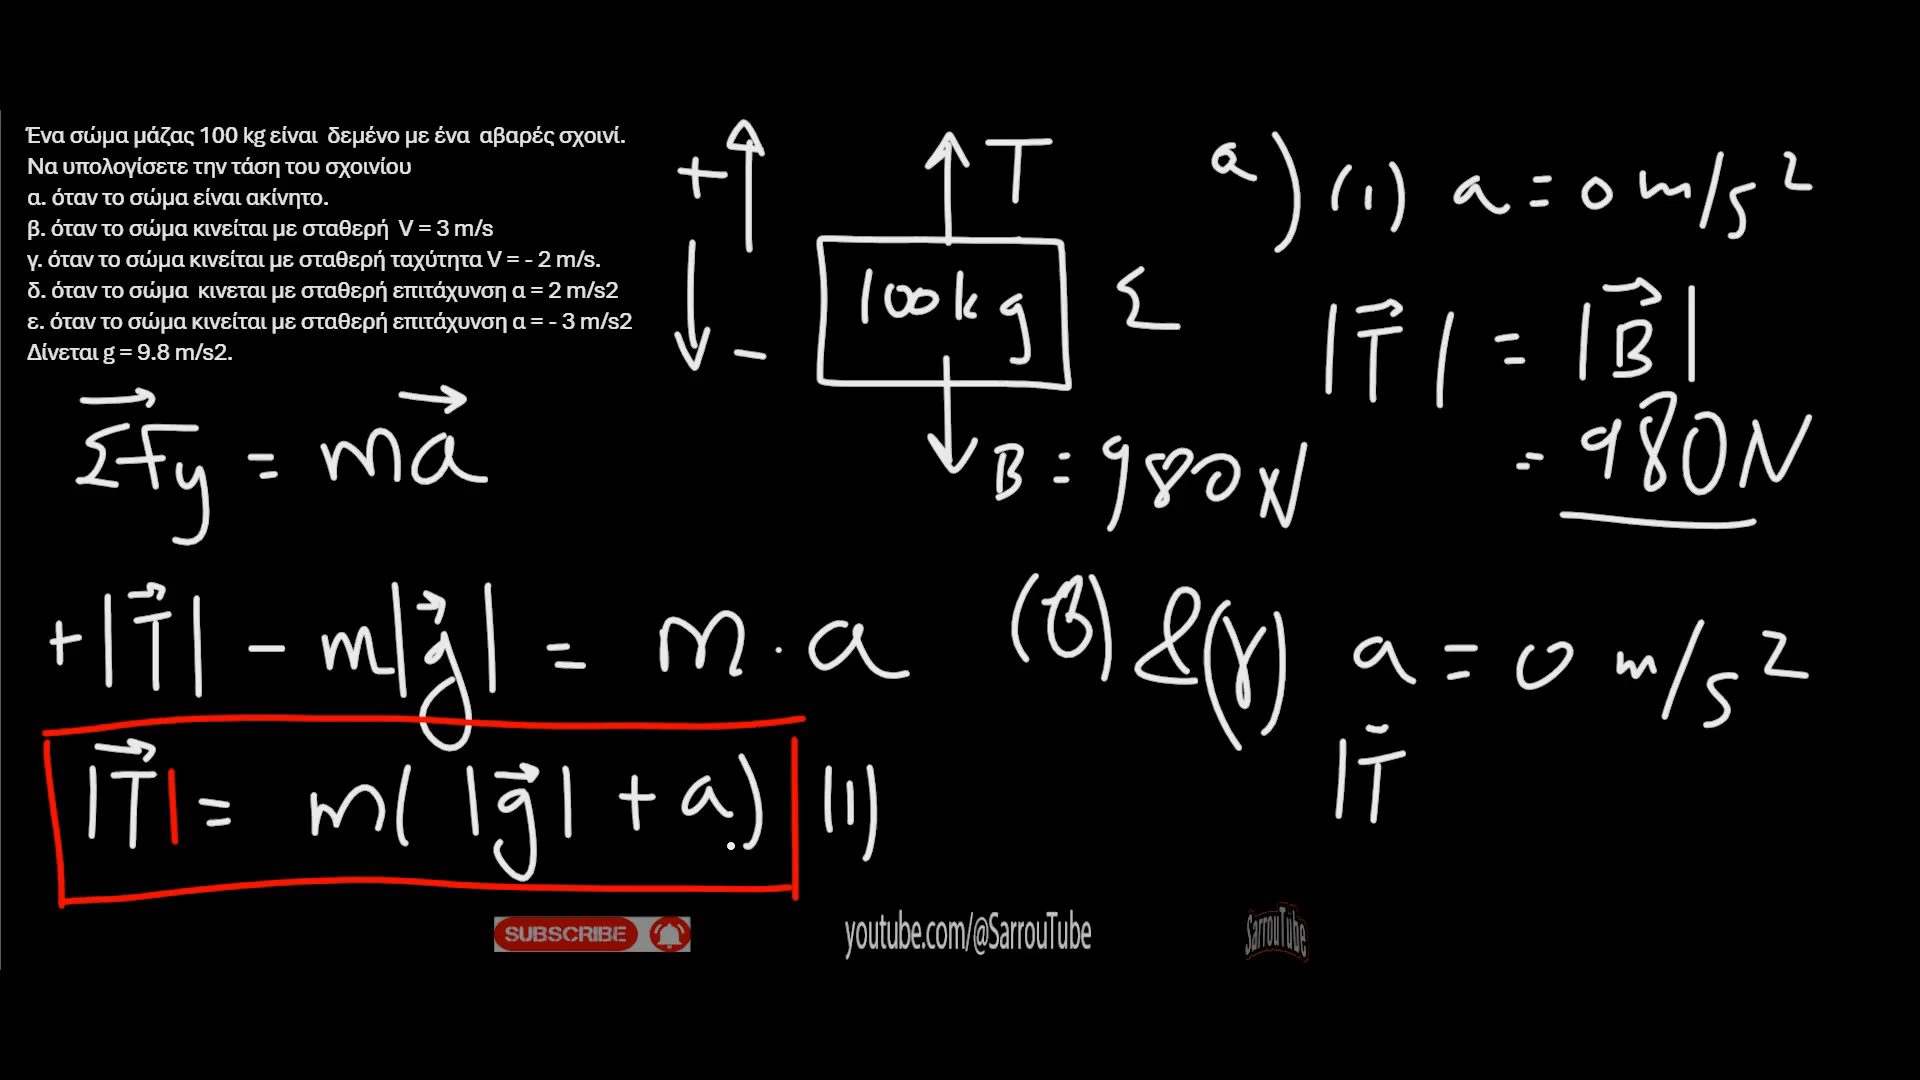 Ένα σώμα μάζας 100 kg είναι δεμένο με ένα αβαρές σχοινί.
Να υπολογίσετε την τάση του σχοινίου
α. όταν το σώμα είναι ακίνητο.
β. όταν το σώμα κινείται με σταθερή V = 3 m/s
γ. όταν το σώμα κινείται με σταθερή ταχύτητα V = - 2 m/s.
δ. όταν το σώμα κινεται με σταθερή επιτάχυνση α = 2 m/s2
ε. όταν το σώμα κινείται με σταθερή επιτάχυνση α = - 3 m/s2
Δίνεται g = 9.8 m/s2.
ΣFy = ma
+|T| - m|g| = m · a
|T| = m( |g| + a) (1)
+
-
T
100kg
Σ
B = 980N
a) (1) a = 0 m/s²
|T| = |B|
= 980N
(β) & (γ) a = 0 m/s²
|T
SUBSCRIBE
youtube.com/@SarrouTube
SarrouTube